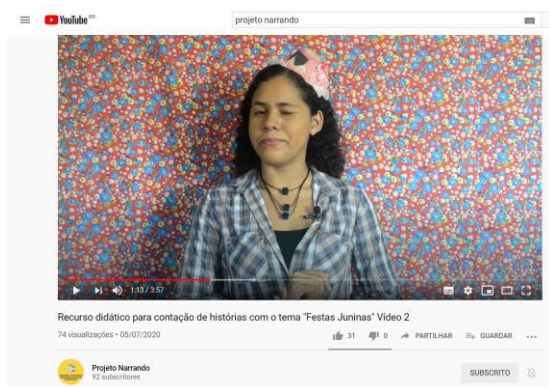 YouTube BR
projeto narrando
1:13 / 3:57
Recurso didático para contação de histórias com o tema "Festas Juninas" Vídeo 2
74 visualizações • 05/07/2020
31 0 PARTILHAR GUARDAR
Projeto Narrando
92 subscritores
SUBSCRITO